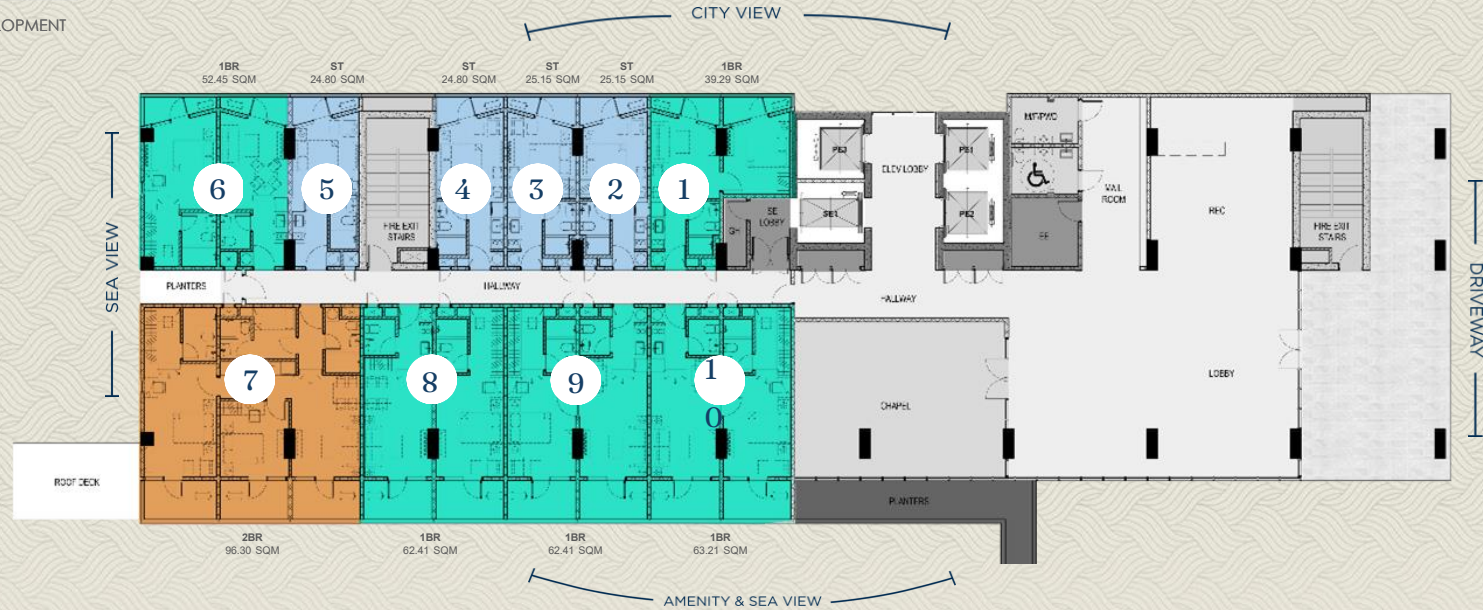 CITY VIEW
OPMENT
1BR
52.45 SQM
ST
24.80 SQM
ST
24.80 SQM
ST
25.15 SQM
ST
25.15 SQM
1BR
39.29 SQM
6
5
4
3
2
1
FIRE EXIT
STAIRS
SE
LOBBY
PE3
SE1
ELEV LOBBY
PE1
PE2
EE
MAIL
ROOM
REC
FIRE EXIT
STAIRS
SEA VIEW
DRIVEWAY
PLANTERS
HALLWAY
HALLWAY
7
8
9
1
0
CHAPEL
LOBBY
ROOF DECK
PLANTERS
2BR
96.30 SQM
1BR
62.41 SQM
1BR
62.41 SQM
1BR
63.21 SQM
AMENITY & SEA VIEW